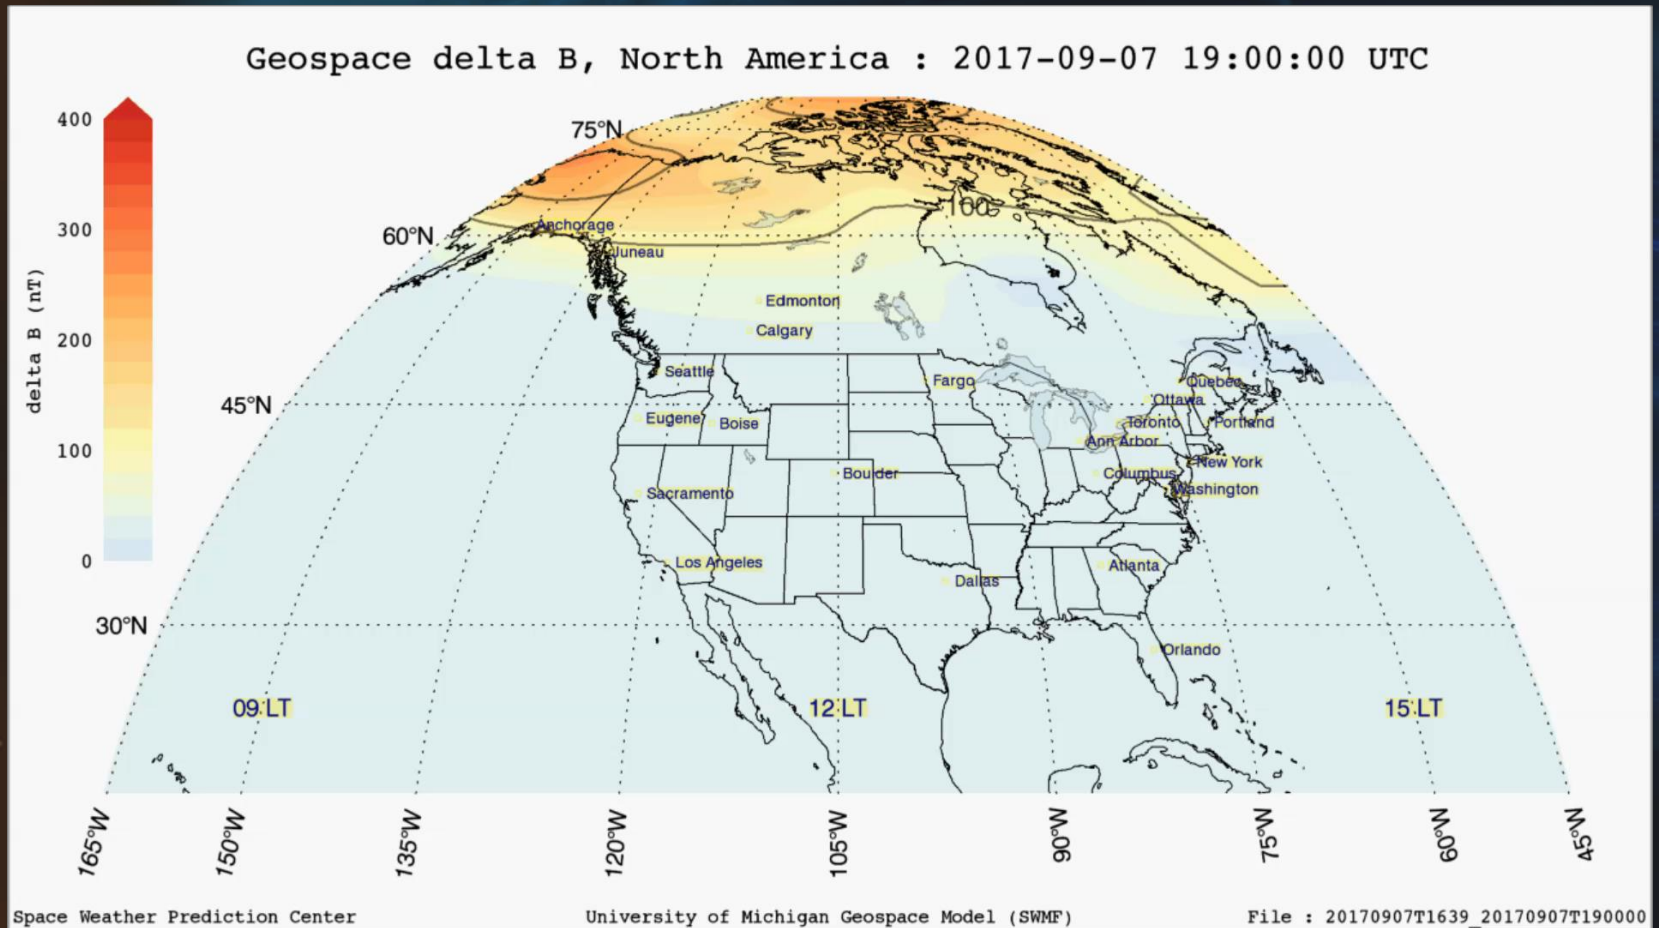 Geospace delta B, North America : 2017-09-07 19:00:00 UTC
400
300
200
100
0
delta B (nT)
75°N
60°N
45°N
30°N
100
Anchorage
Juneau
Edmonton
Calgary
Seattle
Fargo
Quebec
Ottawa
Eugene
Boise
Toronto
Portland
Ann Arbor
New York
Boulder
Columbus
Washington
Sacramento
Los Angeles
Atlanta
Dallas
Orlando
09:LT
12:LT
15:LT
165°W
150°W
135°W
120°W
105°W
90°W
75°W
60°W
45°W
Space Weather Prediction Center
University of Michigan Geospace Model (SWMF)
File : 20170907T1639_20170907T190000